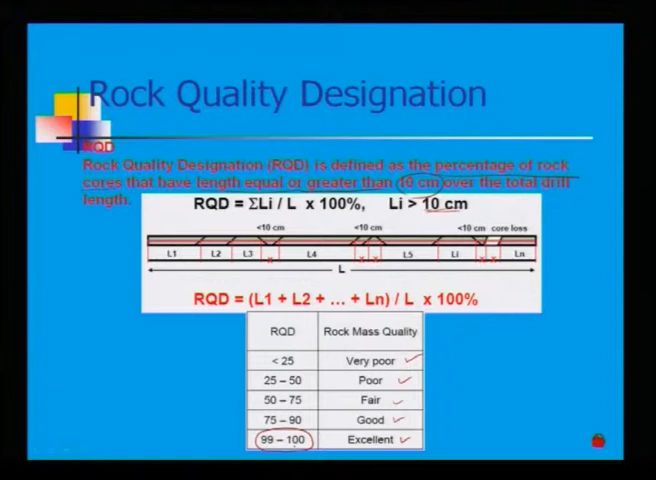 Rock Quality Designation
RQD
Rock Quality Designation (RQD) is defined as the percentage of rock
cores that have length equal or greater than 10 cm over the total drill
length.
RQD = ΣLi / L x 100%, Li > 10 cm
<10 cm <10 cm <10 cm core loss
L1 L2 L3 x L4 x x L5 Li x x Ln
L
RQD = (L1 + L2 + ... + Ln) / L x 100%
RQD Rock Mass Quality
< 25 Very poor
25 – 50 Poor
50 – 75 Fair
75 – 90 Good
99 – 100 Excellent